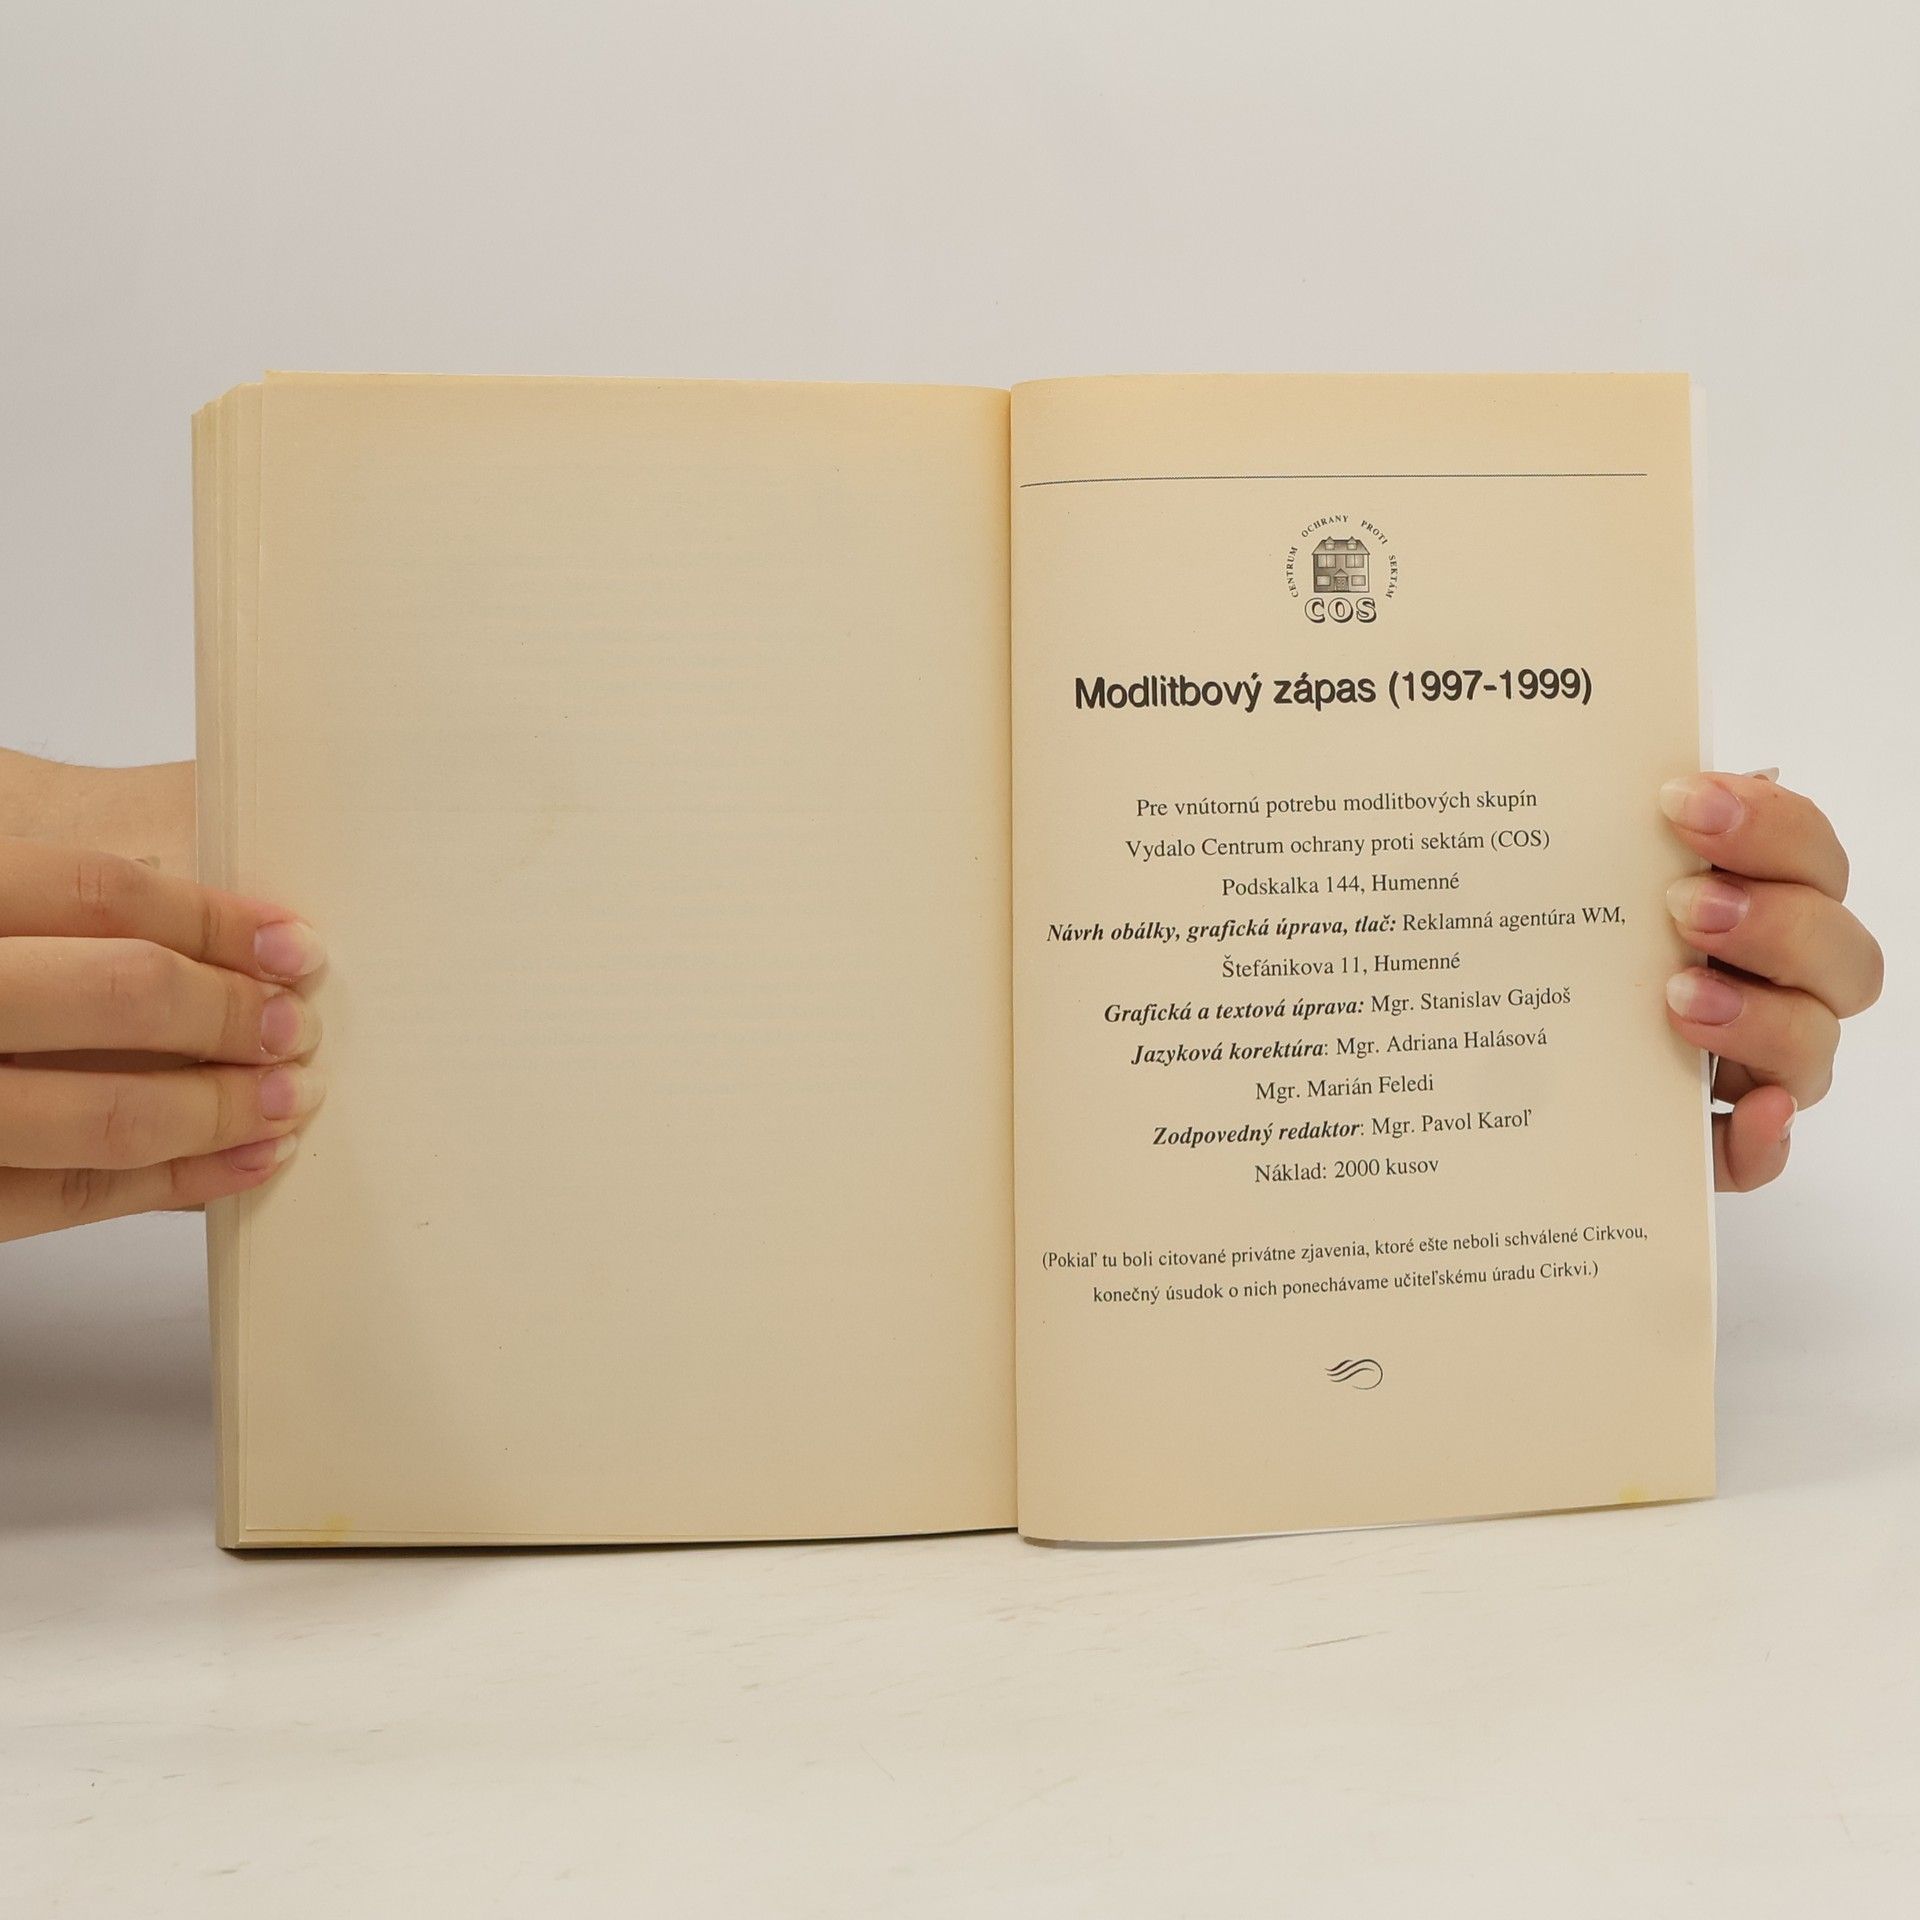 CENTRUM OCHRANY PROTI SEKTÁM
COS
Modlitbový zápas (1997-1999)
Pre vnútornú potrebu modlitbových skupín
Vydalo Centrum ochrany proti sektám (COS)
Podskalka 144, Humenné
Návrh obálky, grafická úprava, tlač: Reklamná agentúra WM,
Štefánikova 11, Humenné
Grafická a textová úprava: Mgr. Stanislav Gajdoš
Jazyková korektúra: Mgr. Adriana Halásová
Mgr. Marián Feledi
Zodpovedný redaktor: Mgr. Pavol Karoľ
Náklad: 2000 kusov
(Pokiaľ tu boli citované privátne zjavenia, ktoré ešte neboli schválené Cirkvou,
konečný úsudok o nich ponechávame učiteľskému úradu Cirkvi.)